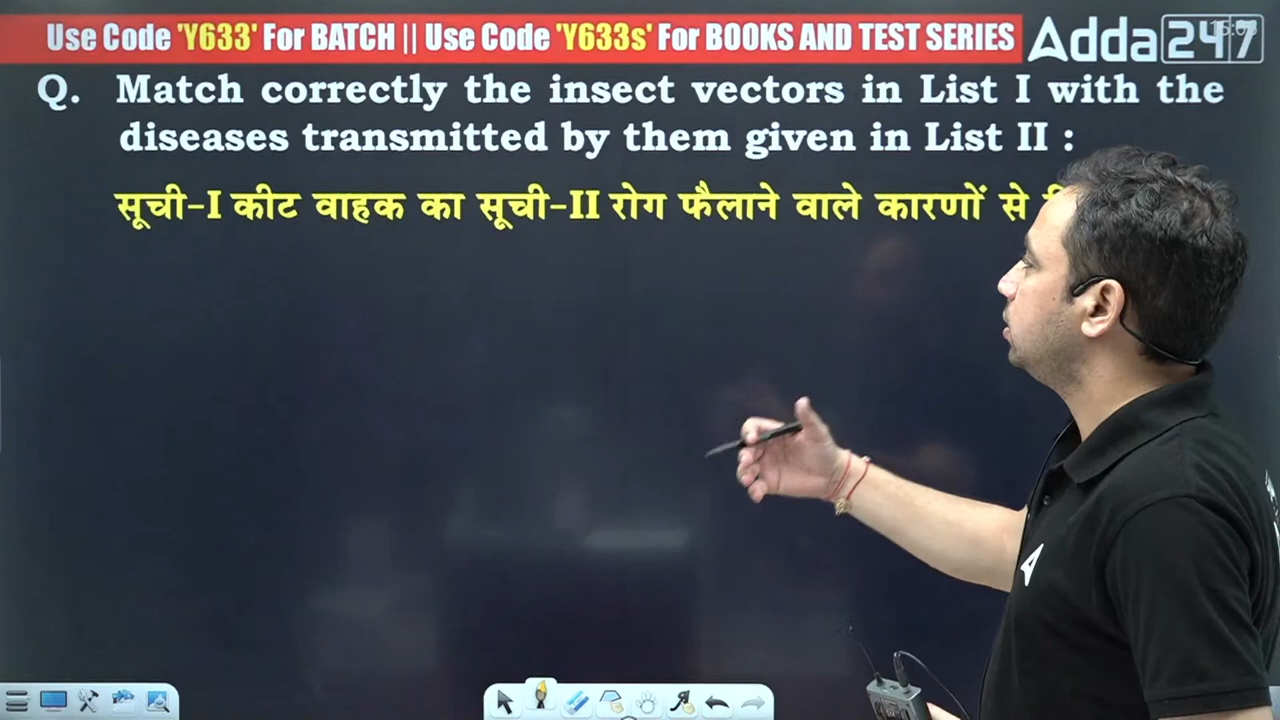 Use Code 'Y633' For BATCH || Use Code 'Y633s' For BOOKS AND TEST SERIES
Adda247
Q. Match correctly the insect vectors in List I with the
diseases transmitted by them given in List II :
सूची-I कीट वाहक का सूची-II रोग फैलाने वाले कारणों से